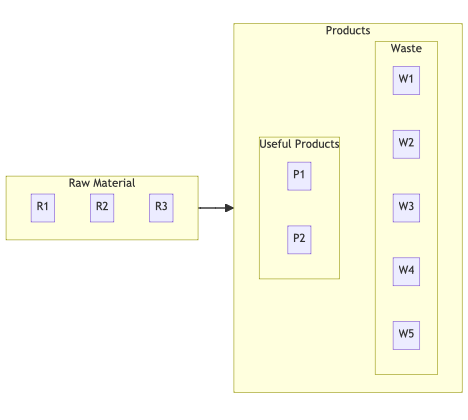 Raw Material
R1 R2 R3
Products
Useful Products
P1
P2
Waste
W1
W2
W3
W4
W5